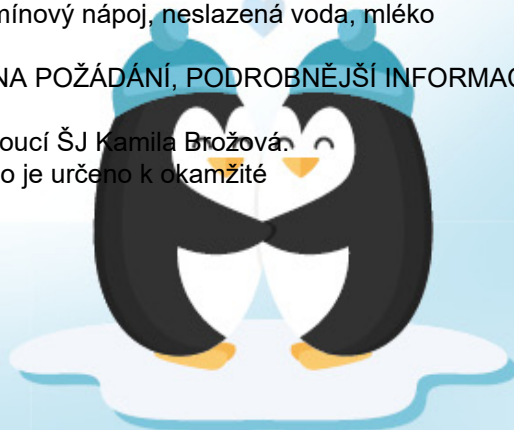 mínový nápoj, neslazená voda, mléko
NA POŽÁDÁNÍ, PODROBNĚJŠÍ INFORMAC
oucí ŠJ Kamila Brožová.
o je určeno k okamžité